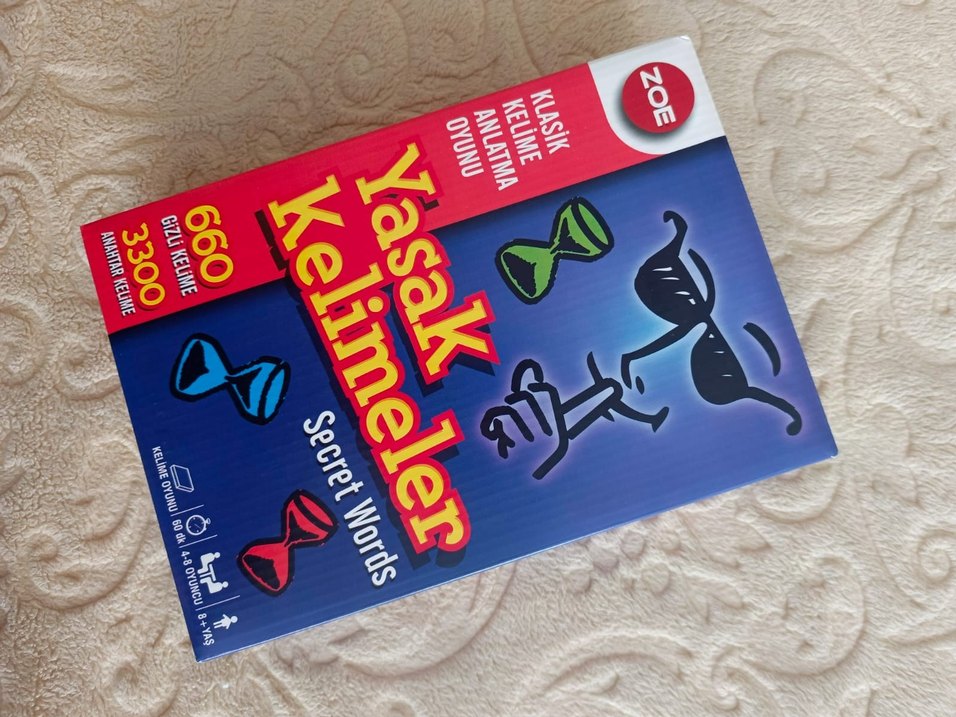 ZOE
KLASİK
KELİME
ANLATMA
OYUNU
Yasak
Kelimeler
Secret Words
660
GİZLİ KELİME
3300
ANAHTAR KELİME
KELİME OYUNU | 60 dk | 4-8 OYUNCU | 8+YAŞ